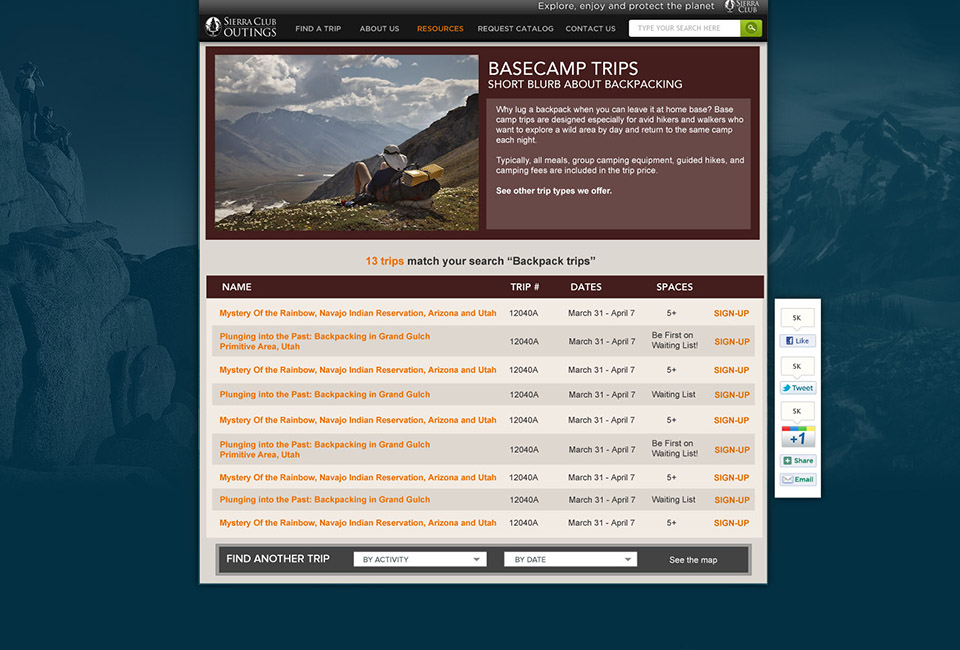 Explore, enjoy and protect the planet
SIERRA CLUB
SIERRA CLUB
OUTINGS
FIND A TRIP ABOUT US RESOURCES REQUEST CATALOG CONTACT US TYPE YOUR SEARCH HERE
BASECAMP TRIPS
SHORT BLURB ABOUT BACKPACKING
Why lug a backpack when you can leave it at home base? Base
camp trips are designed especially for avid hikers and walkers who
want to explore a wild area by day and return to the same camp
each night.
Typically, all meals, group camping equipment, guided hikes, and
camping fees are included in the trip price.
See other trip types we offer.
13 trips match your search “Backpack trips”
NAME TRIP # DATES SPACES
Mystery Of the Rainbow, Navajo Indian Reservation, Arizona and Utah 12040A March 31 - April 7 5+ SIGN-UP
Plunging into the Past: Backpacking in Grand Gulch
Primitive Area, Utah 12040A March 31 - April 7 Be First on
Waiting List! SIGN-UP
Mystery Of the Rainbow, Navajo Indian Reservation, Arizona and Utah 12040A March 31 - April 7 5+ SIGN-UP
Plunging into the Past: Backpacking in Grand Gulch 12040A March 31 - April 7 Waiting List SIGN-UP
Mystery Of the Rainbow, Navajo Indian Reservation, Arizona and Utah 12040A March 31 - April 7 5+ SIGN-UP
Plunging into the Past: Backpacking in Grand Gulch
Primitive Area, Utah 12040A March 31 - April 7 Be First on
Waiting List! SIGN-UP
Mystery Of the Rainbow, Navajo Indian Reservation, Arizona and Utah 12040A March 31 - April 7 5+ SIGN-UP
Plunging into the Past: Backpacking in Grand Gulch 12040A March 31 - April 7 Waiting List SIGN-UP
Mystery Of the Rainbow, Navajo Indian Reservation, Arizona and Utah 12040A March 31 - April 7 5+ SIGN-UP
FIND ANOTHER TRIP BY ACTIVITY BY DATE See the map
5K
Like
5K
Tweet
5K
+1
Share
Email